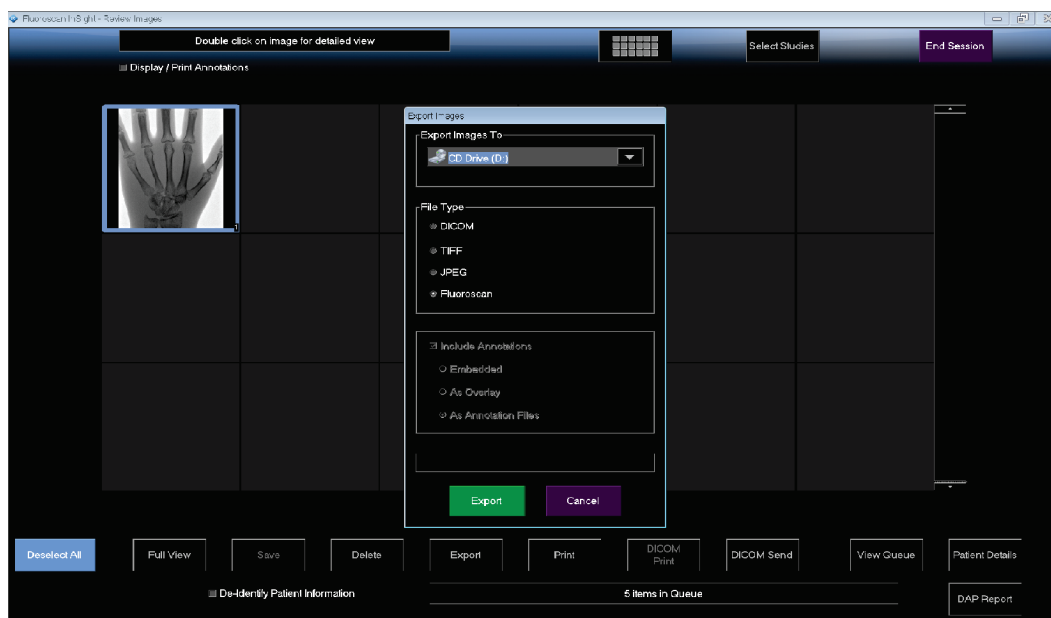 Fluoroscan InSight - Review Images
Double click on image for detailed view
Select Studies
End Session
Display / Print Annotations
Export Images
Export Images To
CD Drive (D:)
File Type
DICOM
TIFF
JPEG
Fluoroscan
1
Include Annotations
Embedded
As Overlay
As Annotation Files
Export
Cancel
Deselect All
Full View
Save
Delete
Export
Print
DICOM
Print
DICOM Send
View Queue
Patient Details
De-Identify Patient Information
5 items in Queue
DAP Report